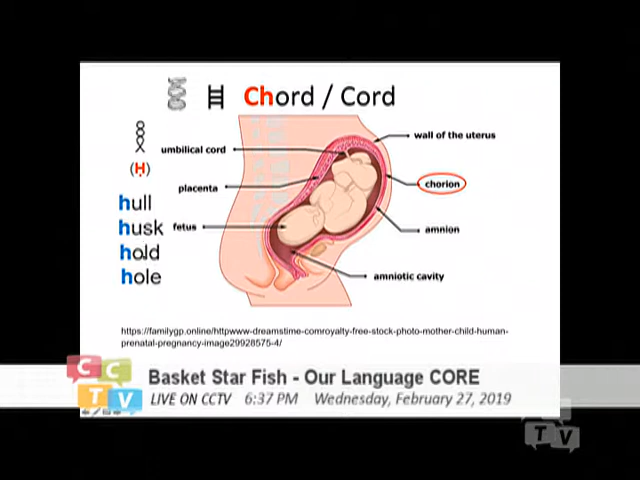 Chord / Cord
(H)
hull
husk
hold
hole
umbilical cord
placenta
fetus
wall of the uterus
chorion
amnion
amniotic cavity
https://familygp.online/httpwww-dreamstime-comroyalty-free-stock-photo-mother-child-human-
prenatal-pregnancy-image29928575-4/
CCTV
Basket Star Fish - Our Language CORE
LIVE ON CCTV 6:37 PM Wednesday, February 27, 2019
TV